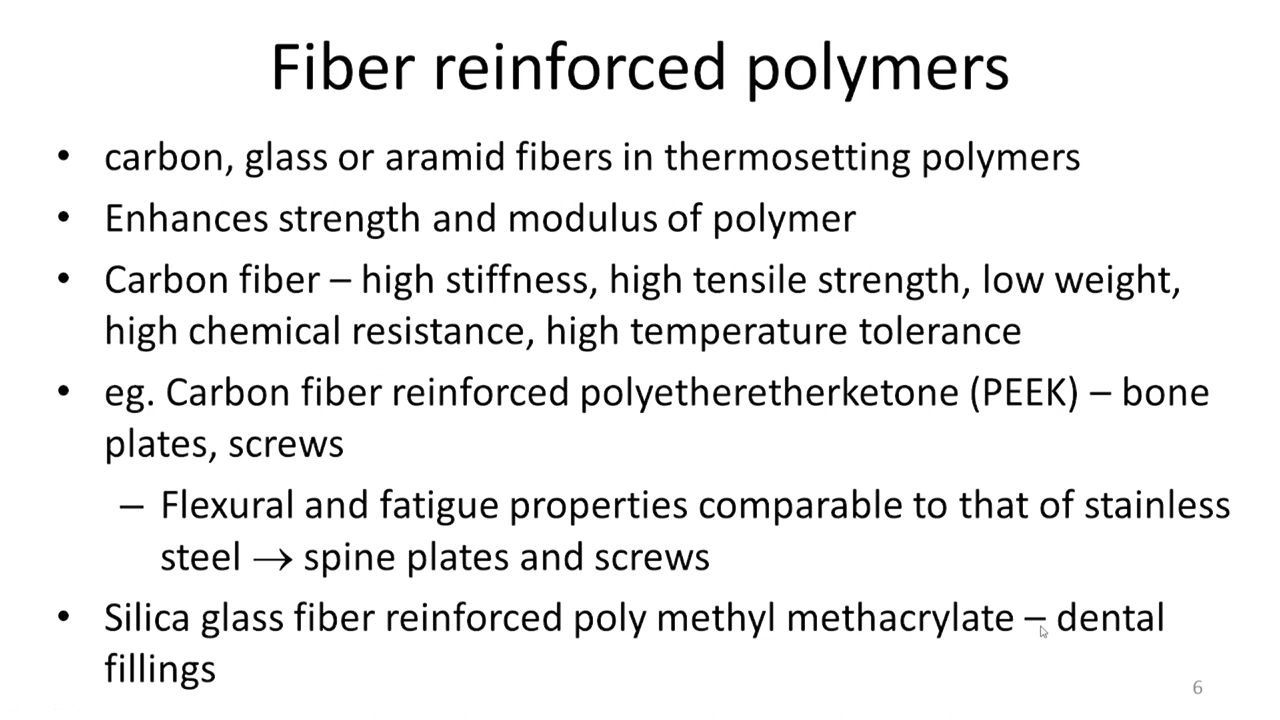 Fiber reinforced polymers
• carbon, glass or aramid fibers in thermosetting polymers
• Enhances strength and modulus of polymer
• Carbon fiber – high stiffness, high tensile strength, low weight,
high chemical resistance, high temperature tolerance
• eg. Carbon fiber reinforced polyetheretherketone (PEEK) – bone
plates, screws
– Flexural and fatigue properties comparable to that of stainless
steel → spine plates and screws
• Silica glass fiber reinforced poly methyl methacrylate – dental
fillings
6